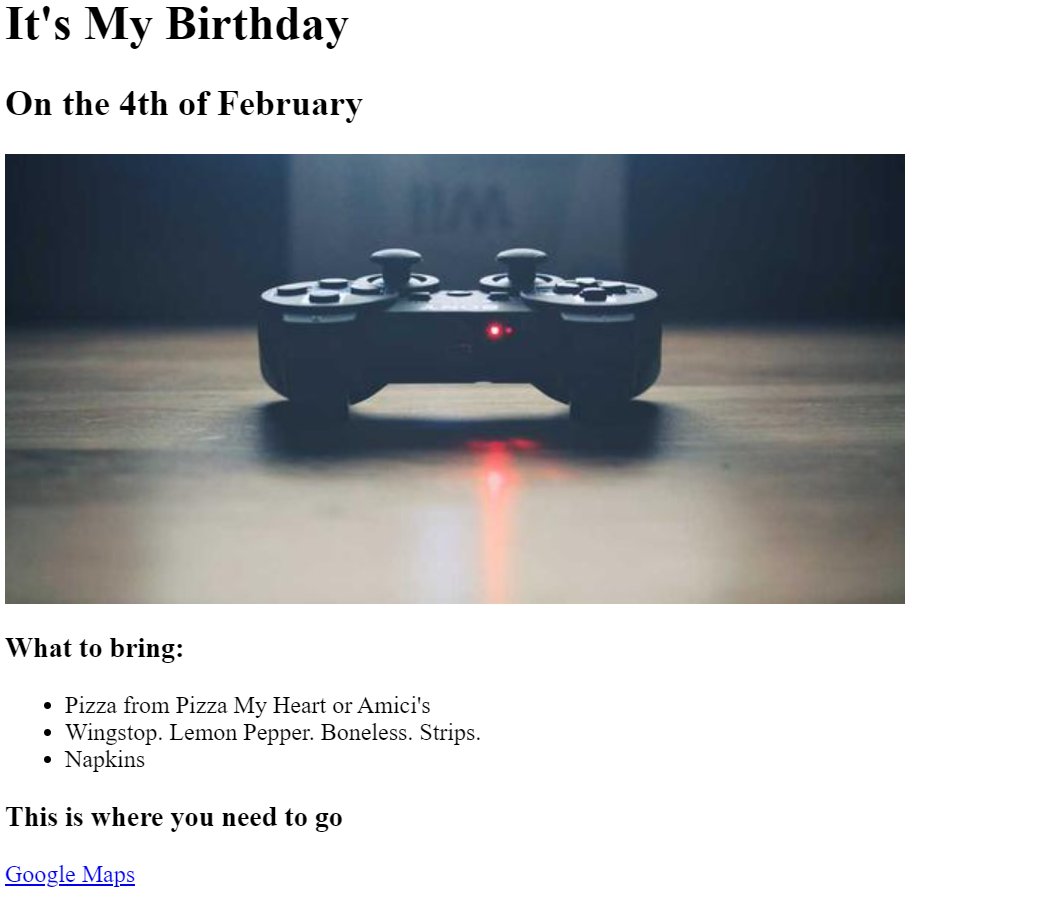 It's My Birthday
On the 4th of February
What to bring:
Pizza from Pizza My Heart or Amici's
Wingstop. Lemon Pepper. Boneless. Strips.
Napkins
This is where you need to go
Google Maps